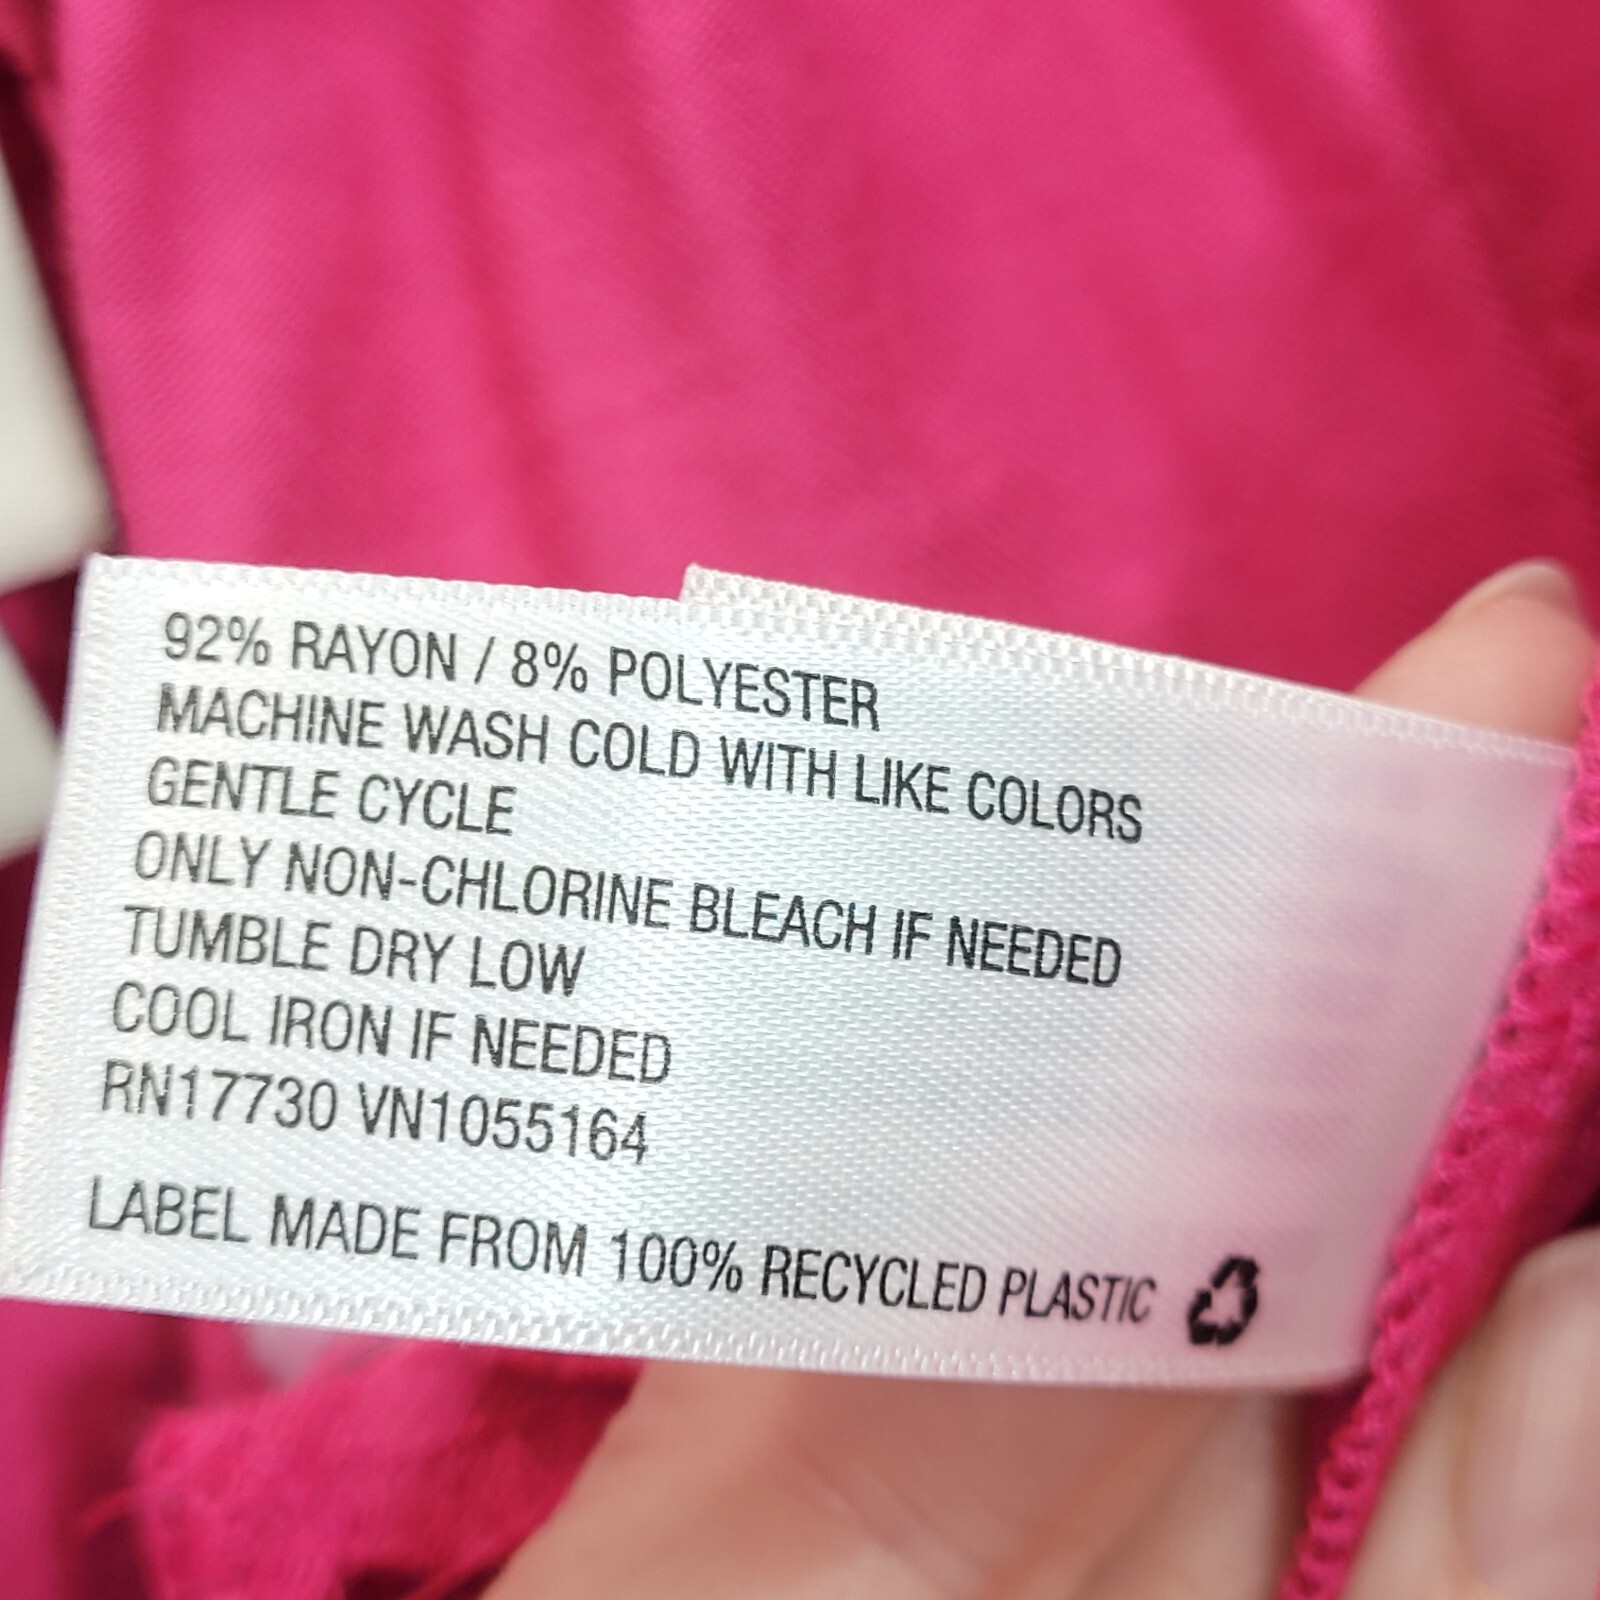 92% RAYON / 8% POLYESTER
MACHINE WASH COLD WITH LIKE COLORS
GENTLE CYCLE
ONLY NON-CHLORINE BLEACH IF NEEDED
TUMBLE DRY LOW
COOL IRON IF NEEDED
RN17730 VN1055164
LABEL MADE FROM 100% RECYCLED PLASTIC